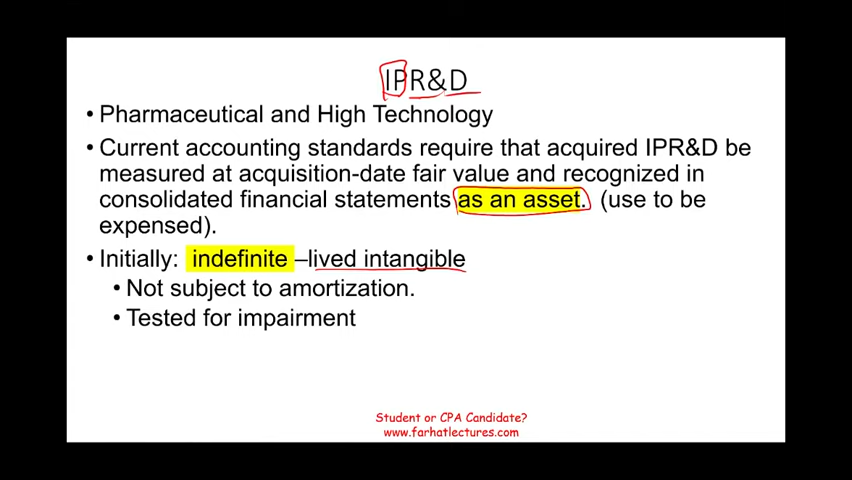 IPR&D
• Pharmaceutical and High Technology
• Current accounting standards require that acquired IPR&D be
measured at acquisition-date fair value and recognized in
consolidated financial statements as an asset. (use to be
expensed).
• Initially: indefinite –lived intangible
• Not subject to amortization.
• Tested for impairment
Student or CPA Candidate?
www.farhatlectures.com